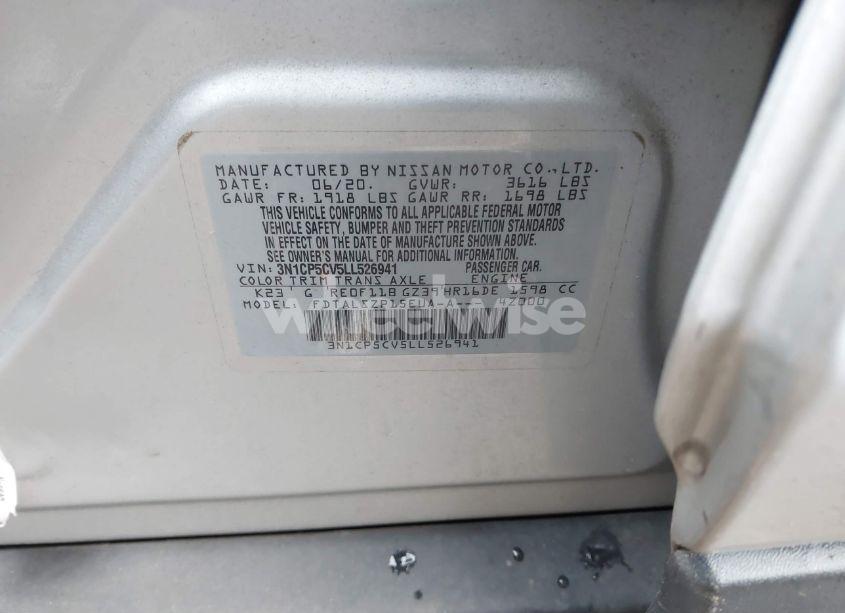 MANUFACTURED BY NISSAN MOTOR CO.,LTD.
DATE: 06/20. GVWR: 3616 LBS
GAWR FR: 1918 LBS GAWR RR: 1698 LBS
THIS VEHICLE CONFORMS TO ALL APPLICABLE FEDERAL MOTOR
VEHICLE SAFETY, BUMPER AND THEFT PREVENTION STANDARDS
IN EFFECT ON THE DATE OF MANUFACTURE SHOWN ABOVE.
SEE OWNER'S MANUAL FOR ADDITIONAL INFORMATION.
VIN: 3N1CP5CV5LL526941 PASSENGER CAR.
COLOR TRIM TRANS AXLE ENGINE
K23 G RE0F11B GZ39 HR16DE 1598 CC
MODEL: FDTALSZP15EUA-A 42000
wheelwise
3N1CP5CV5LL526941